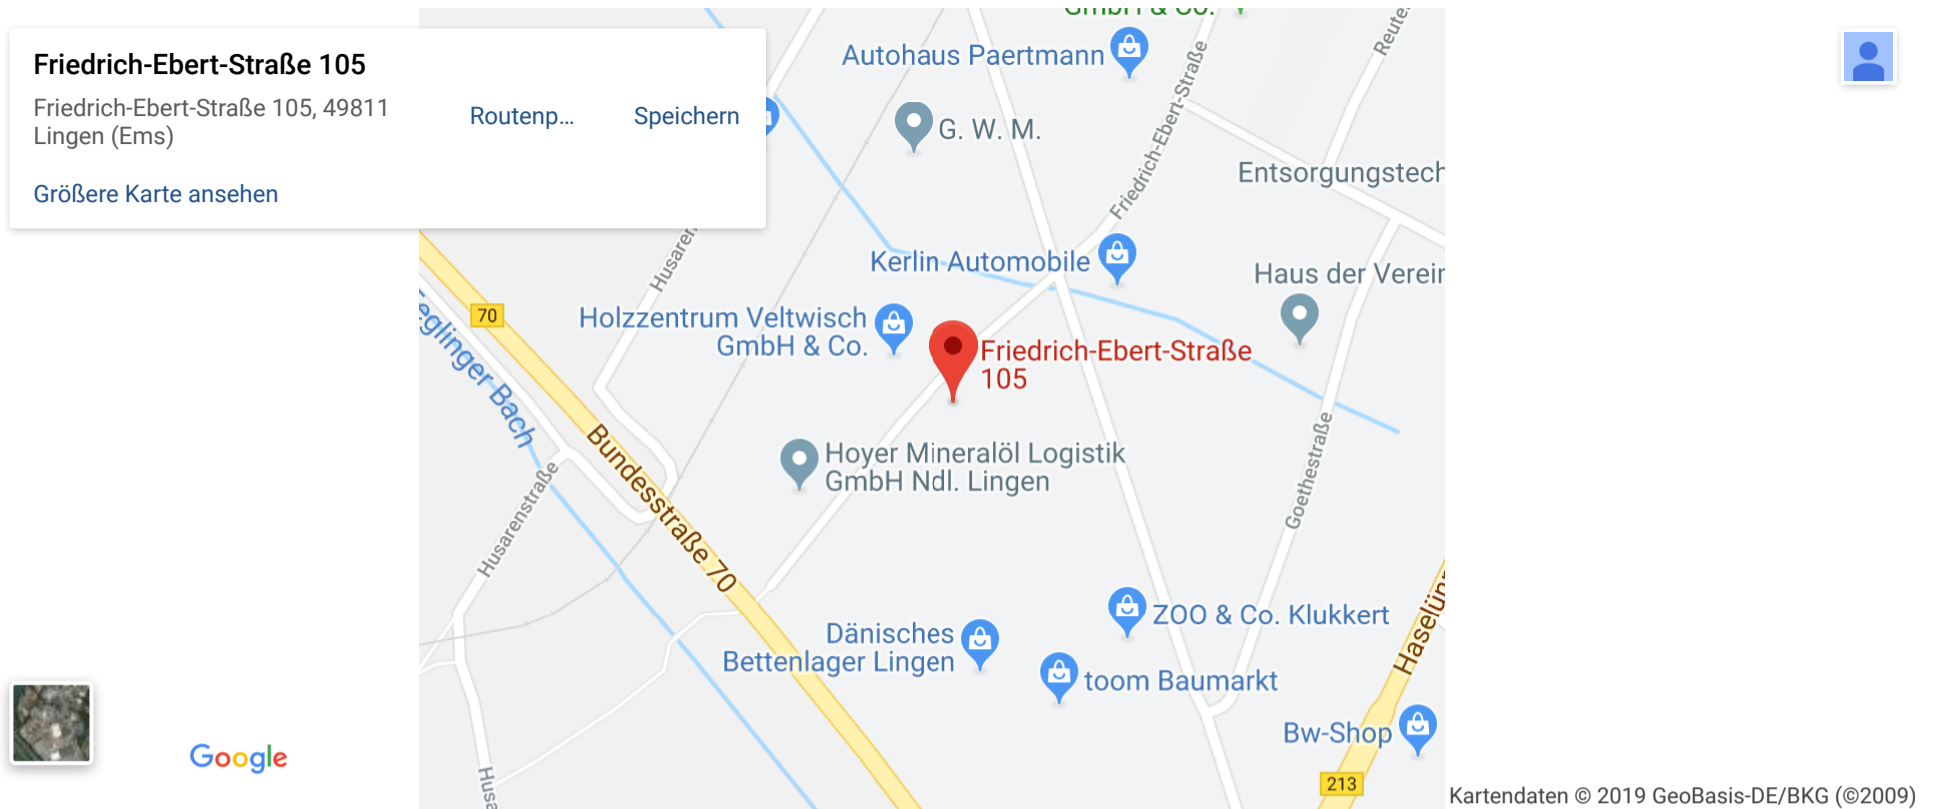 GmbH & Co.
Friedrich-Ebert-Straße 105
Friedrich-Ebert-Straße 105, 49811
Lingen (Ems)
Routenp...
Speichern
Größere Karte ansehen
Autohaus Paertmann
G. W. M.
Friedrich-Ebert-Straße
Entsorgungstech
Kerlin Automobile
Haus der Verein
Holzzentrum Veltwisch
GmbH & Co.
70
Friedrich-Ebert-Straße
105
Bundesstraße 70
Hoyer Mineralöl Logistik
GmbH Ndl. Lingen
Goethestraße
Husarenstraße
ZOO & Co. Klukkert
Dänisches
Bettenlager Lingen
toom Baumarkt
Bw-Shop
213
Google
Kartendaten © 2019 GeoBasis-DE/BKG (©2009)